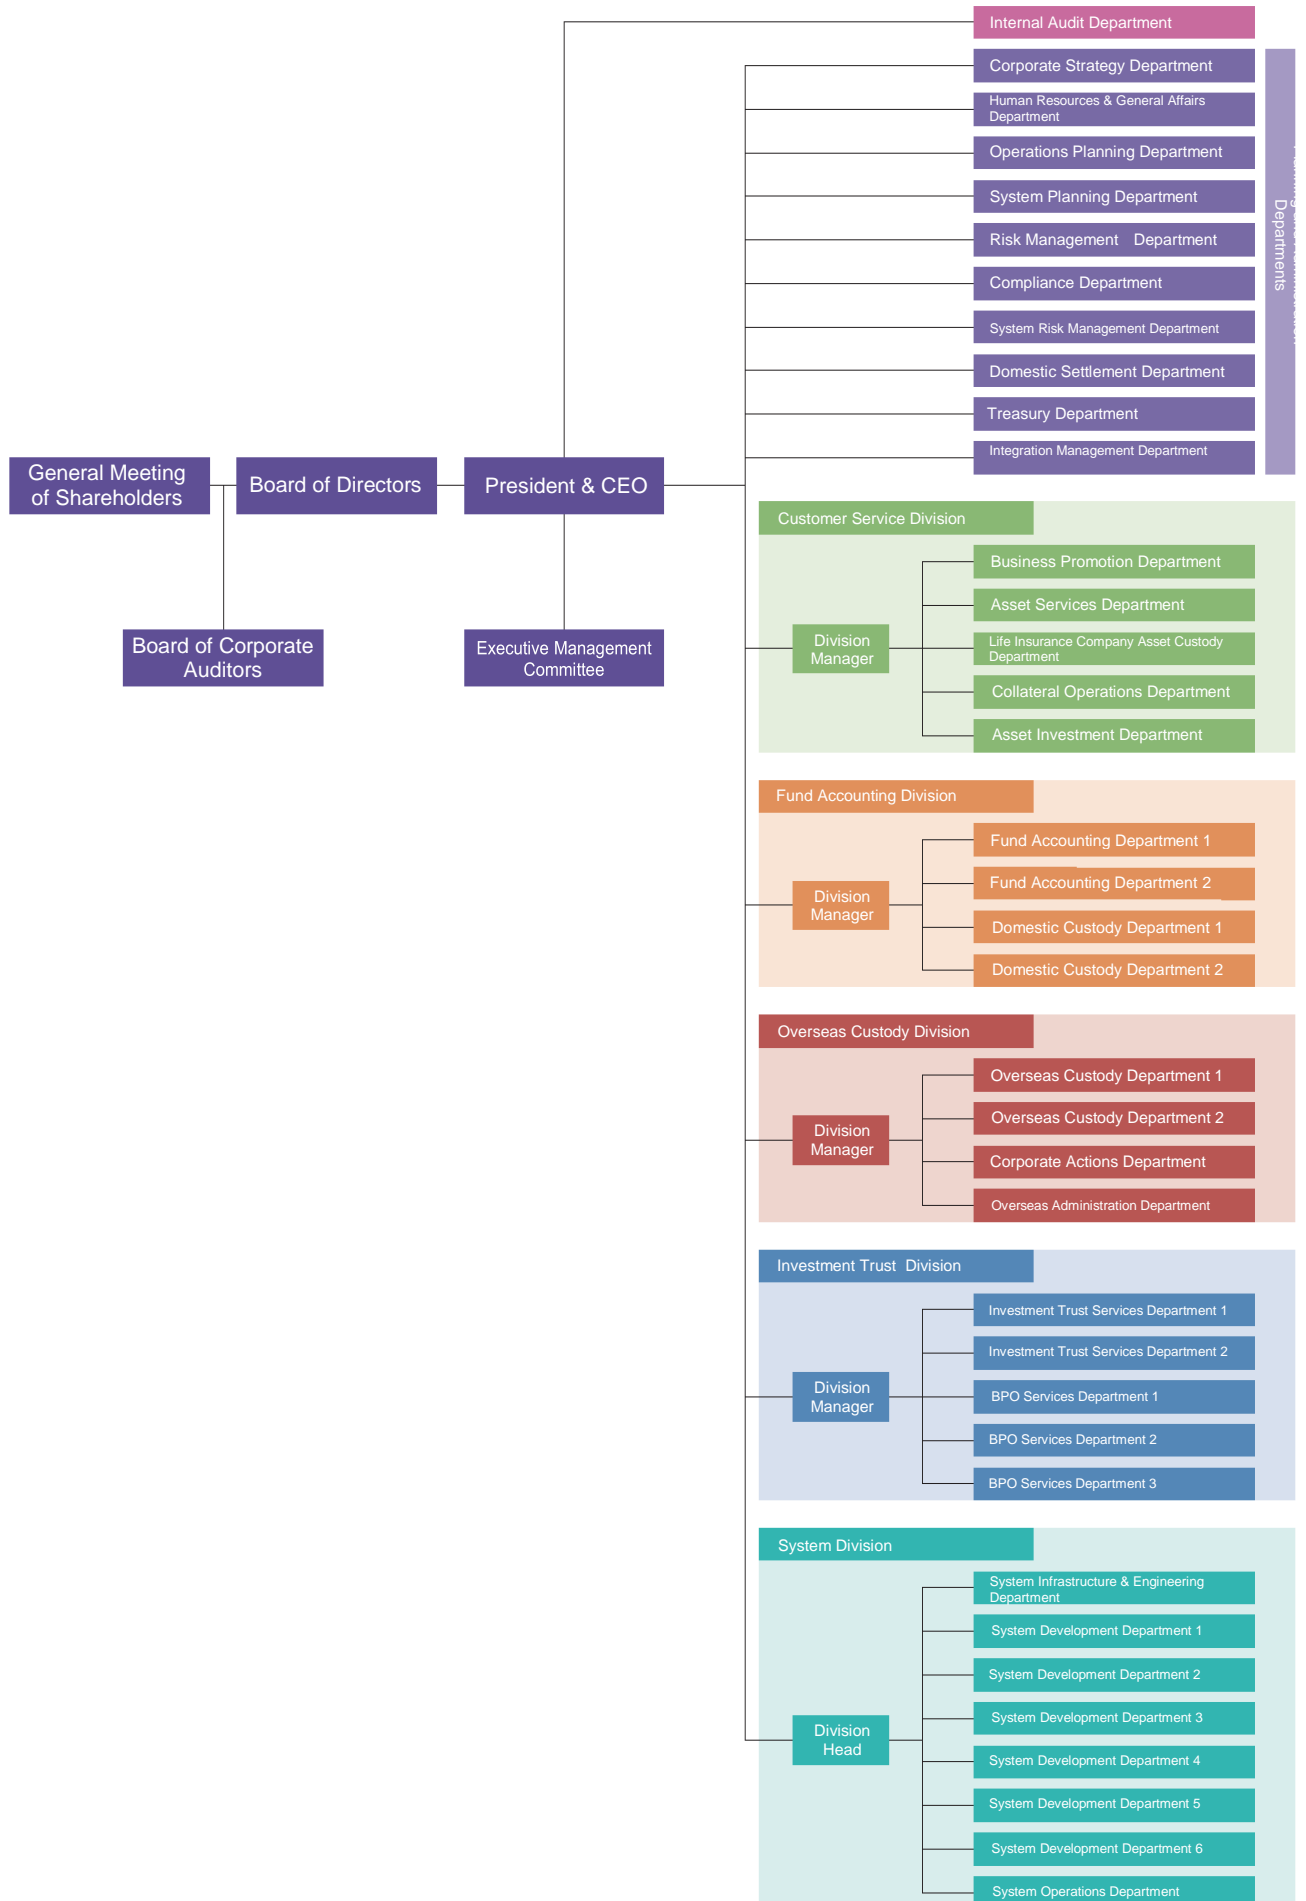 Internal Audit Department
Corporate Strategy Department
Human Resources & General Affairs
Department
Operations Planning Department
System Planning Department
Risk Management Department
Compliance Department
System Risk Management Department
Domestic Settlement Department
Treasury Department
Integration Management Department
Departments
General Meeting
of Shareholders
Board of Directors
President & CEO
Board of Corporate
Auditors
Executive Management
Committee
Customer Service Division
Division
Manager
Business Promotion Department
Asset Services Department
Life Insurance Company Asset Custody
Department
Collateral Operations Department
Asset Investment Department
Fund Accounting Division
Division
Manager
Fund Accounting Department 1
Fund Accounting Department 2
Domestic Custody Department 1
Domestic Custody Department 2
Overseas Custody Division
Division
Manager
Overseas Custody Department 1
Overseas Custody Department 2
Corporate Actions Department
Overseas Administration Department
Investment Trust Division
Division
Manager
Investment Trust Services Department 1
Investment Trust Services Department 2
BPO Services Department 1
BPO Services Department 2
BPO Services Department 3
System Division
Division
Head
System Infrastructure & Engineering
Department
System Development Department 1
System Development Department 2
System Development Department 3
System Development Department 4
System Development Department 5
System Development Department 6
System Operations Department